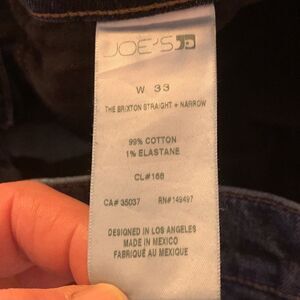 JOE'S
W 33
THE BRIXTON STRAIGHT + NARROW
99% COTTON
1% ELASTANE
CL#168
CA# 35037 RN#149497
DESIGNED IN LOS ANGELES
MADE IN MEXICO
FABRIQUÉ AU MEXIQUE